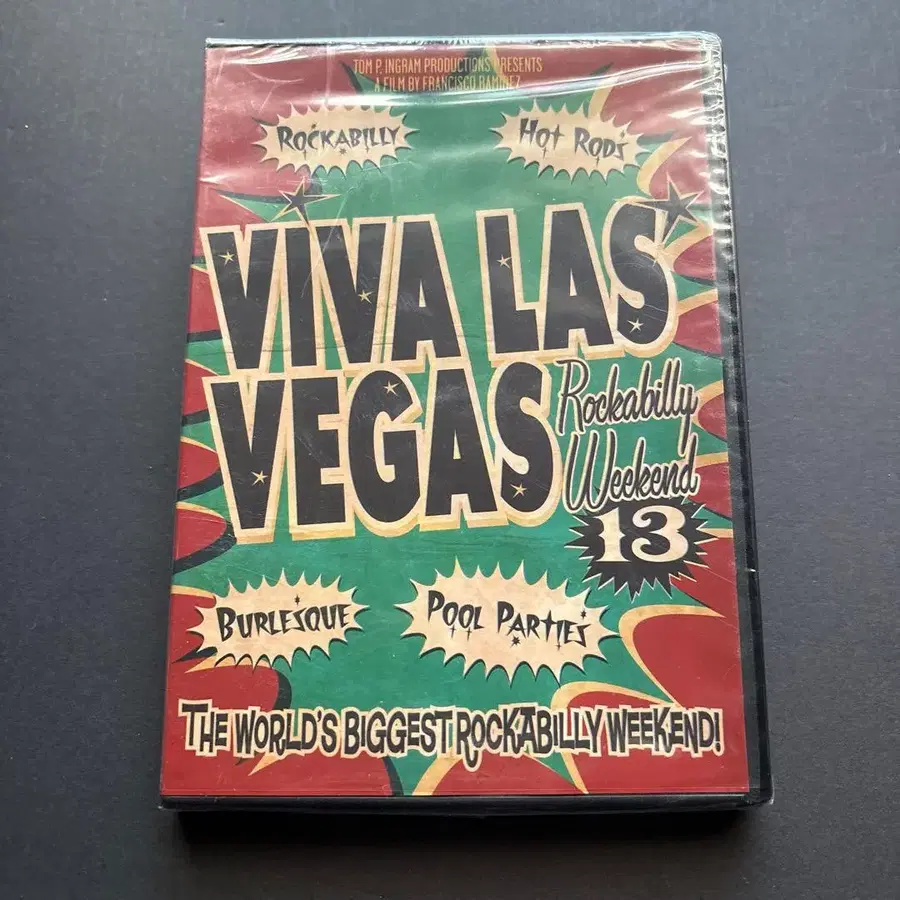 TOM P. INGRAM PRODUCTIONS PRESENTS
A FILM BY FRANCISCO RAMIREZ
ROCKABILLY
HOT RODS
VIVA LAS
VEGAS
Rockabilly
Weekend
13
BURLESQUE
POOL PARTIES
THE WORLD'S BIGGEST ROCKABILLY WEEKEND!